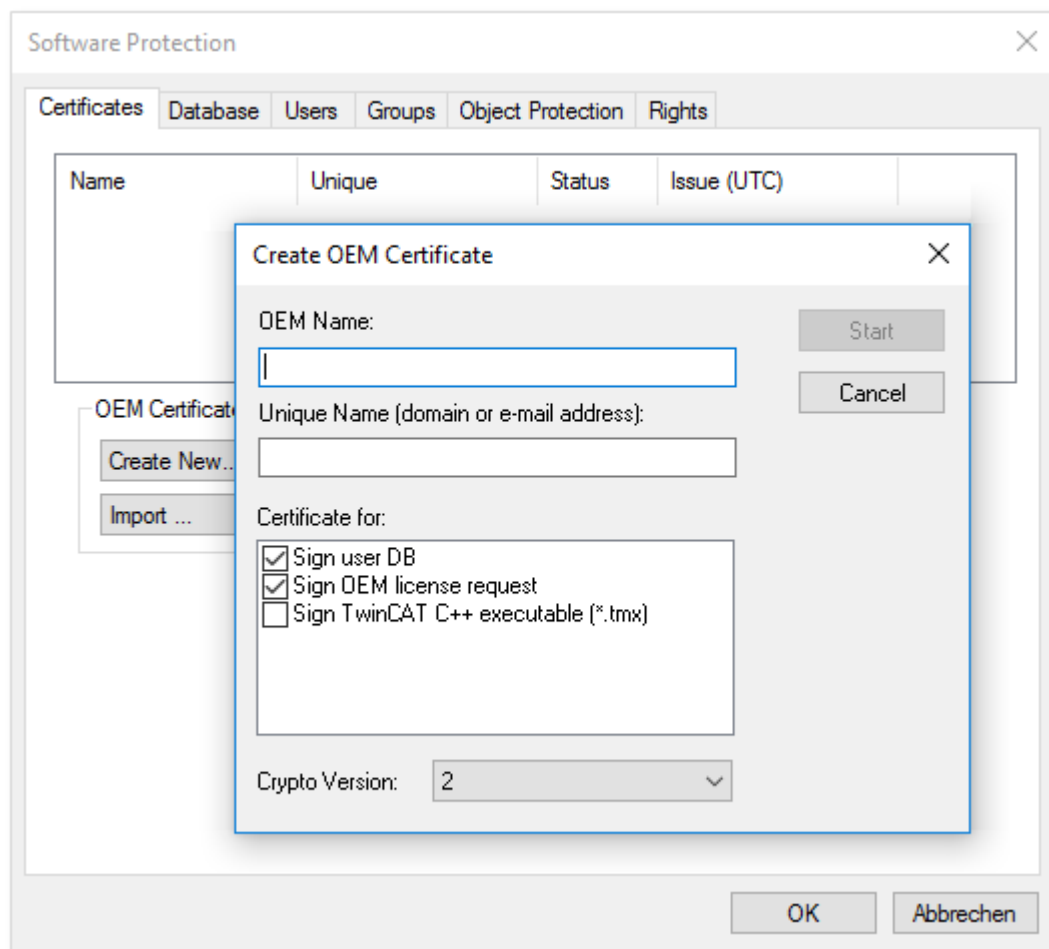 Software Protection
Certificates Database Users Groups Object Protection Rights
Name Unique Status Issue (UTC)
Create OEM Certificate
OEM Name:
Start
Cancel
OEM Certificate
Unique Name (domain or e-mail address):
Create New...
Import ...
Certificate for:
Sign user DB
Sign OEM license request
Sign TwinCAT C++ executable (*.tmx)
Crypto Version: 2
OK Abbrechen